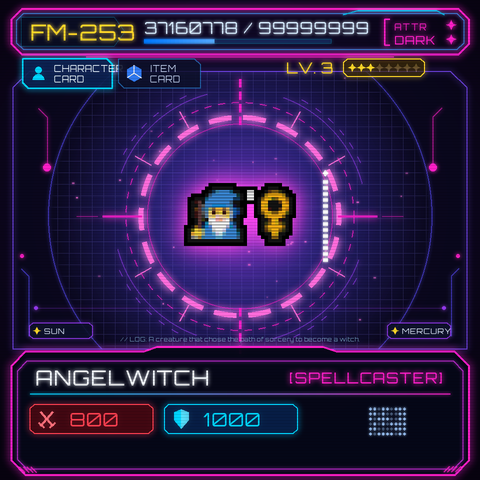 FM-253
37160778 / 99999999
ATTR
DARK
CHARACTER
CARD
ITEM
CARD
LV. 3
SUN
MERCURY
// LOG: A creature that chose the path of sorcery to become a witch.
ANGELWITCH
[SPELLCASTER]
800
1000